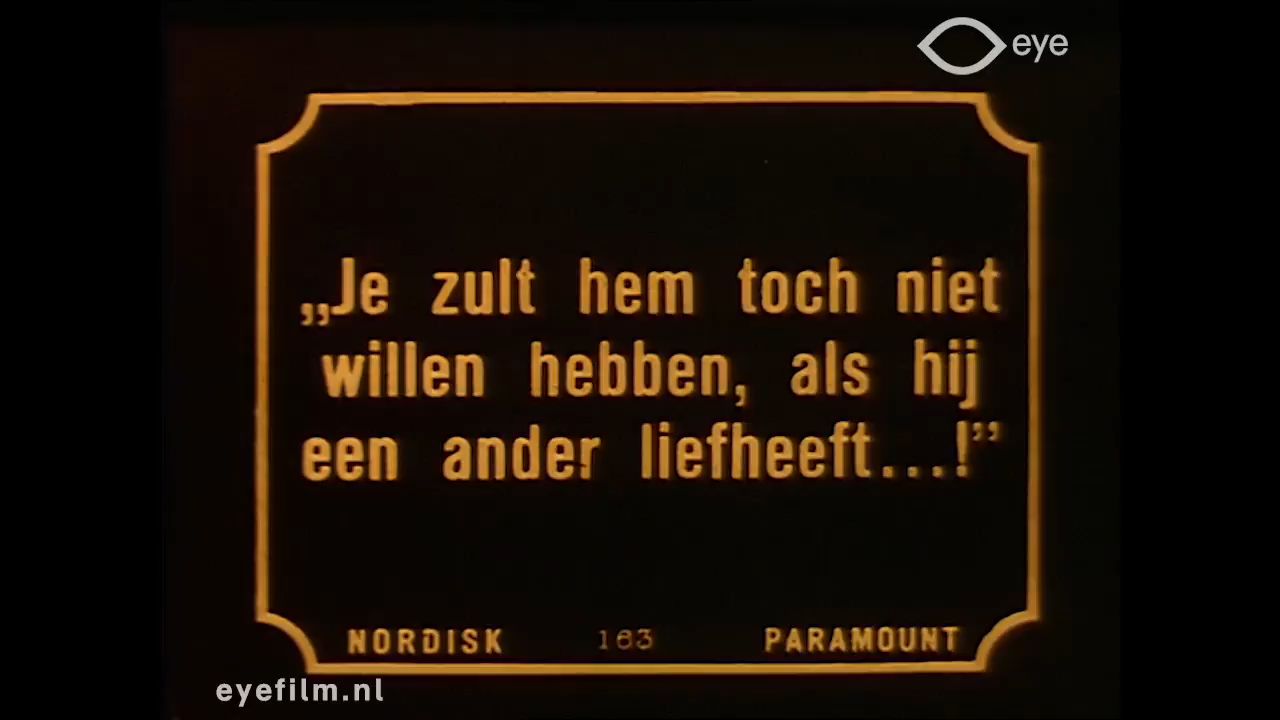 eye
„Je zult hem toch niet
willen hebben, als hij
een ander liefheeft...!”
NORDISK 163 PARAMOUNT
eyefilm.nl